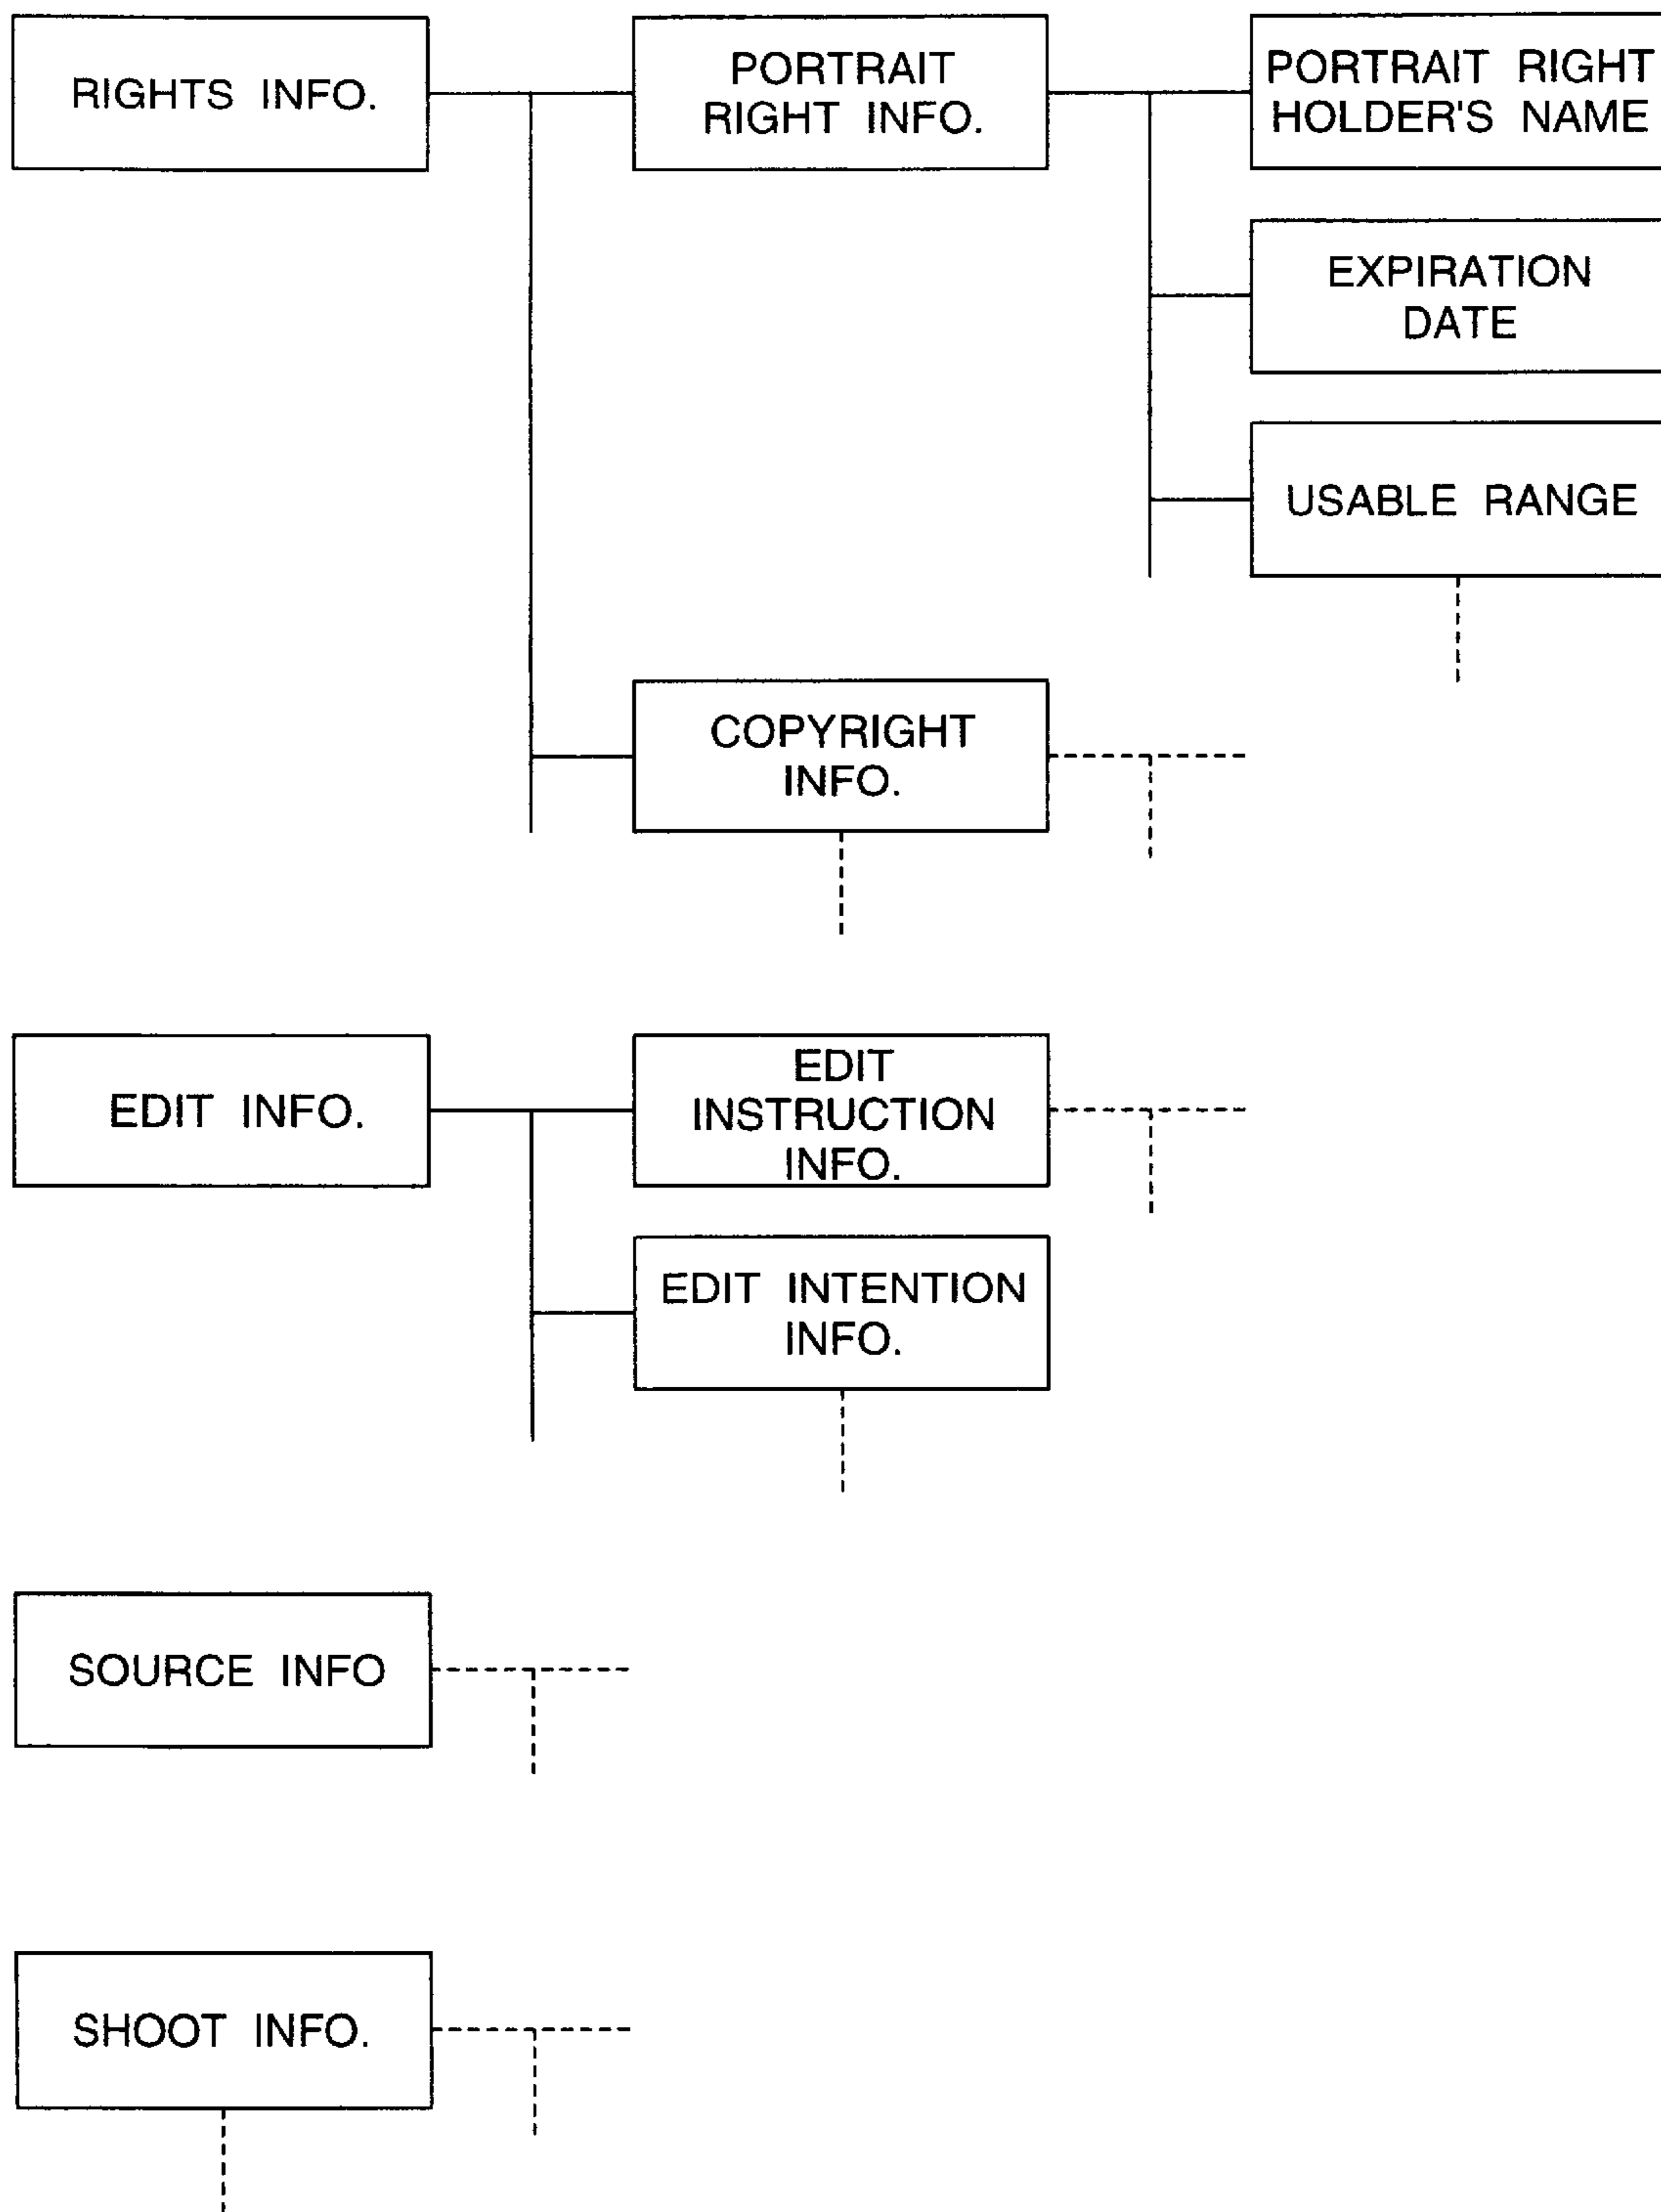 RIGHTS INFO.
PORTRAIT
RIGHT INFO.
PORTRAIT RIGHT
HOLDER'S NAME
EXPIRATION
DATE
USABLE RANGE
COPYRIGHT
INFO.
EDIT INFO.
EDIT
INSTRUCTION
INFO.
EDIT INTENTION
INFO.
SOURCE INFO
SHOOT INFO.